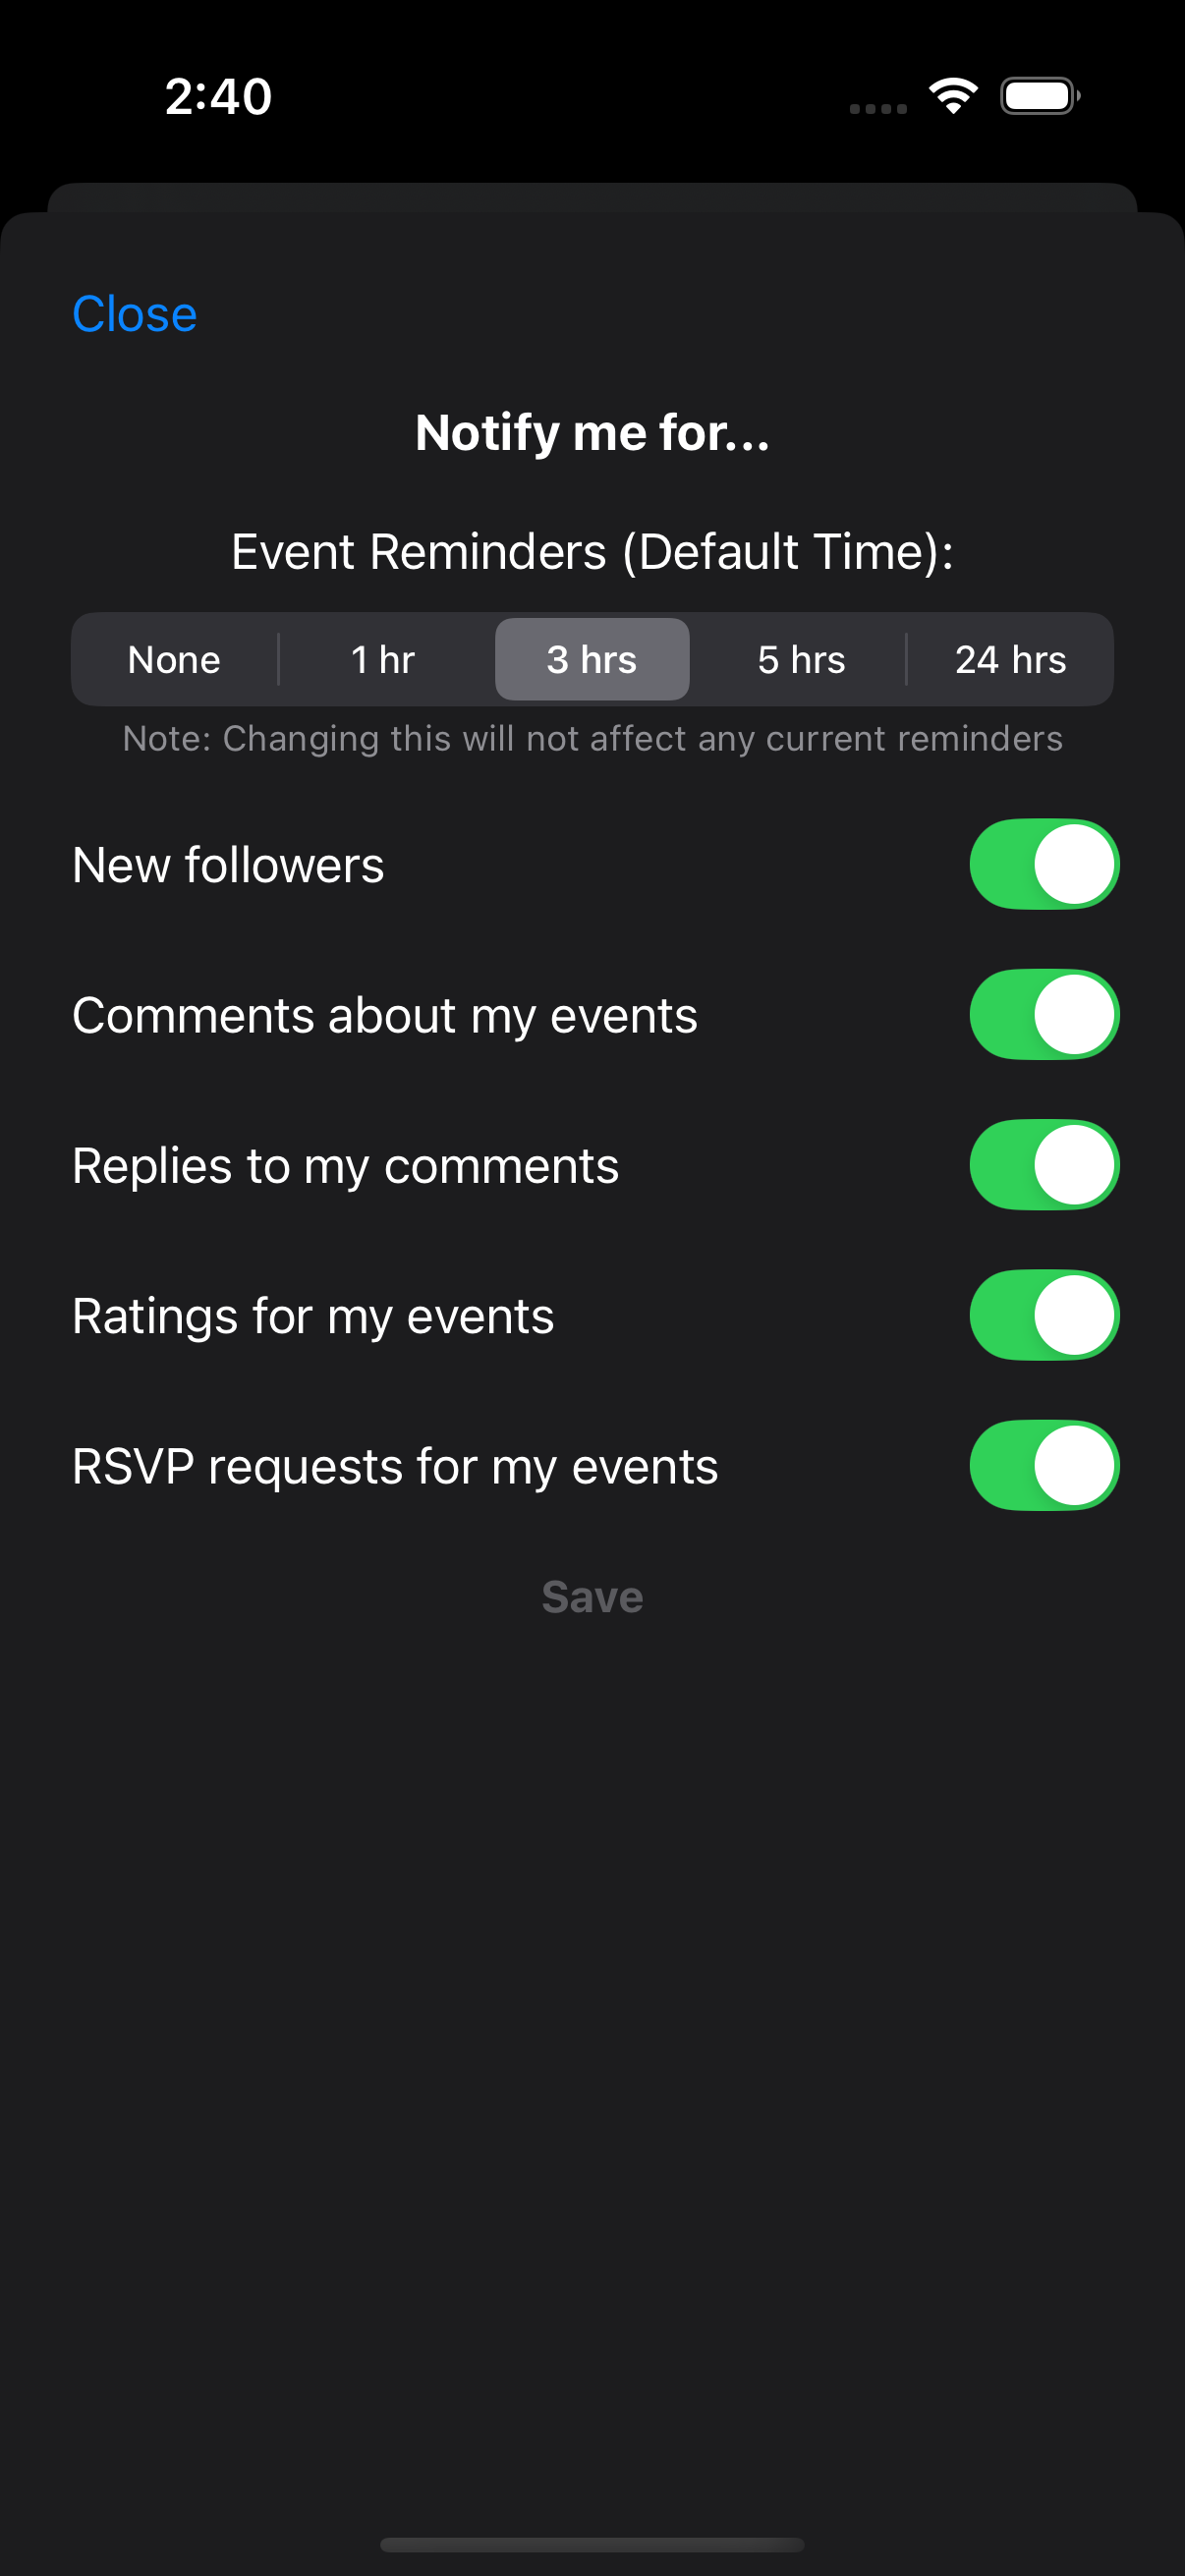 2:40
Close
Notify me for...
Event Reminders (Default Time):
None 1 hr 3 hrs 5 hrs 24 hrs
Note: Changing this will not affect any current reminders
New followers
Comments about my events
Replies to my comments
Ratings for my events
RSVP requests for my events
Save